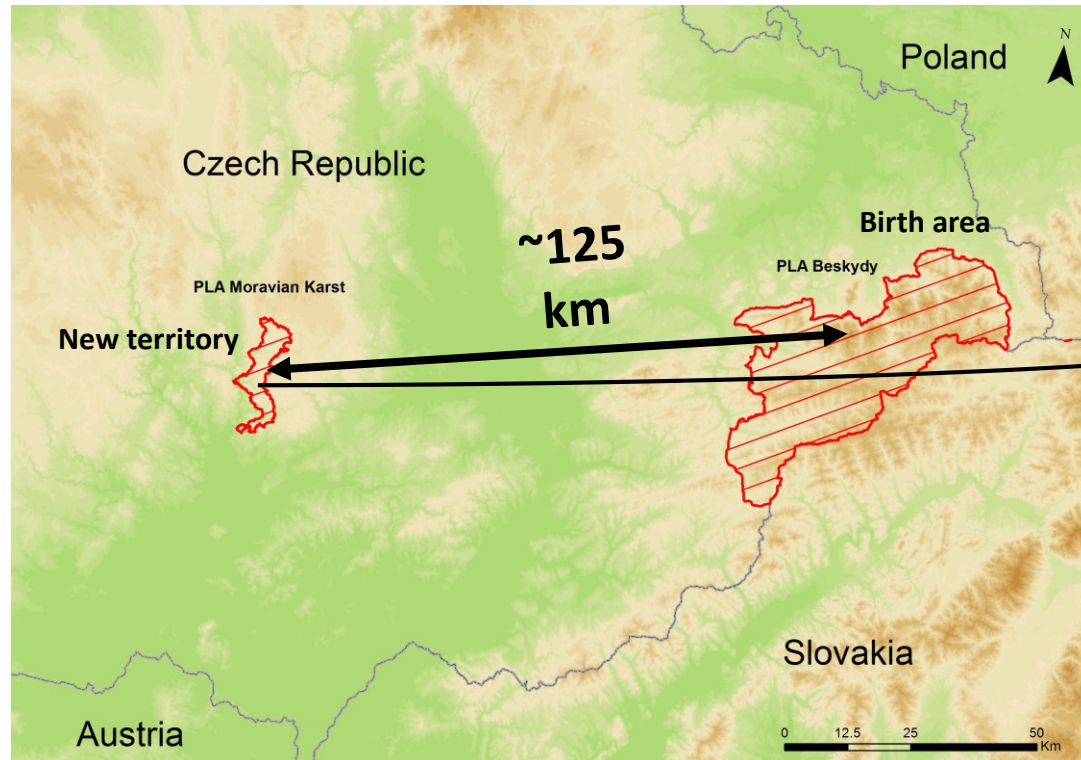 N
Poland
Czech Republic
Birth area
~125
km
PLA Beskydy
PLA Moravian Karst
New territory
Slovakia
Austria
0 12.5 25 50
Km